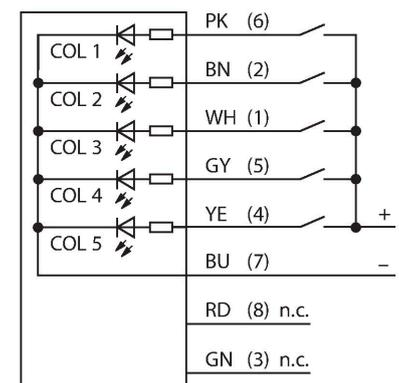 PK (6)
COL 1
BN (2)
COL 2
WH (1)
COL 3
GY (5)
COL 4
YE (4) +
COL 5
BU (7) –
RD (8) n.c.
GN (3) n.c.